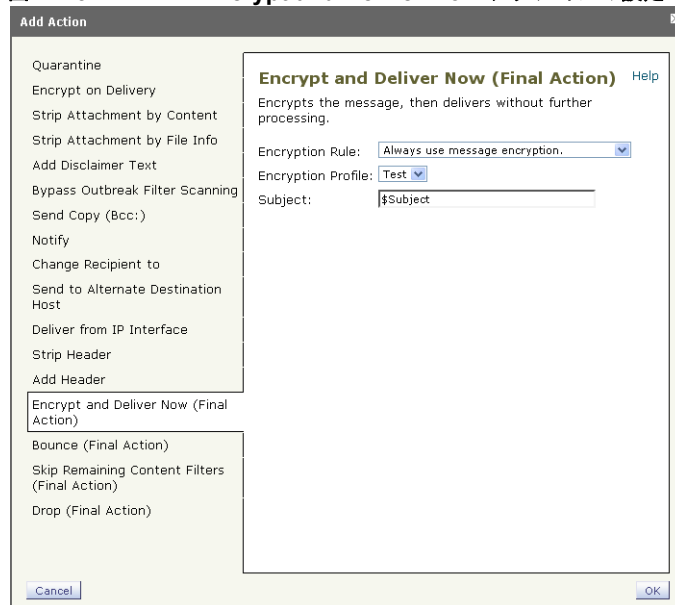 Add Action
Quarantine
Encrypt on Delivery
Strip Attachment by Content
Strip Attachment by File Info
Add Disclaimer Text
Bypass Outbreak Filter Scanning
Send Copy (Bcc:)
Notify
Change Recipient to
Send to Alternate Destination
Host
Deliver from IP Interface
Strip Header
Add Header
Encrypt and Deliver Now (Final
Action)
Bounce (Final Action)
Skip Remaining Content Filters
(Final Action)
Drop (Final Action)
Encrypt and Deliver Now (Final Action) Help
Encrypts the message, then delivers without further
processing.
Encryption Rule: Always use message encryption.
Encryption Profile: Test
Subject: $Subject
Cancel
OK